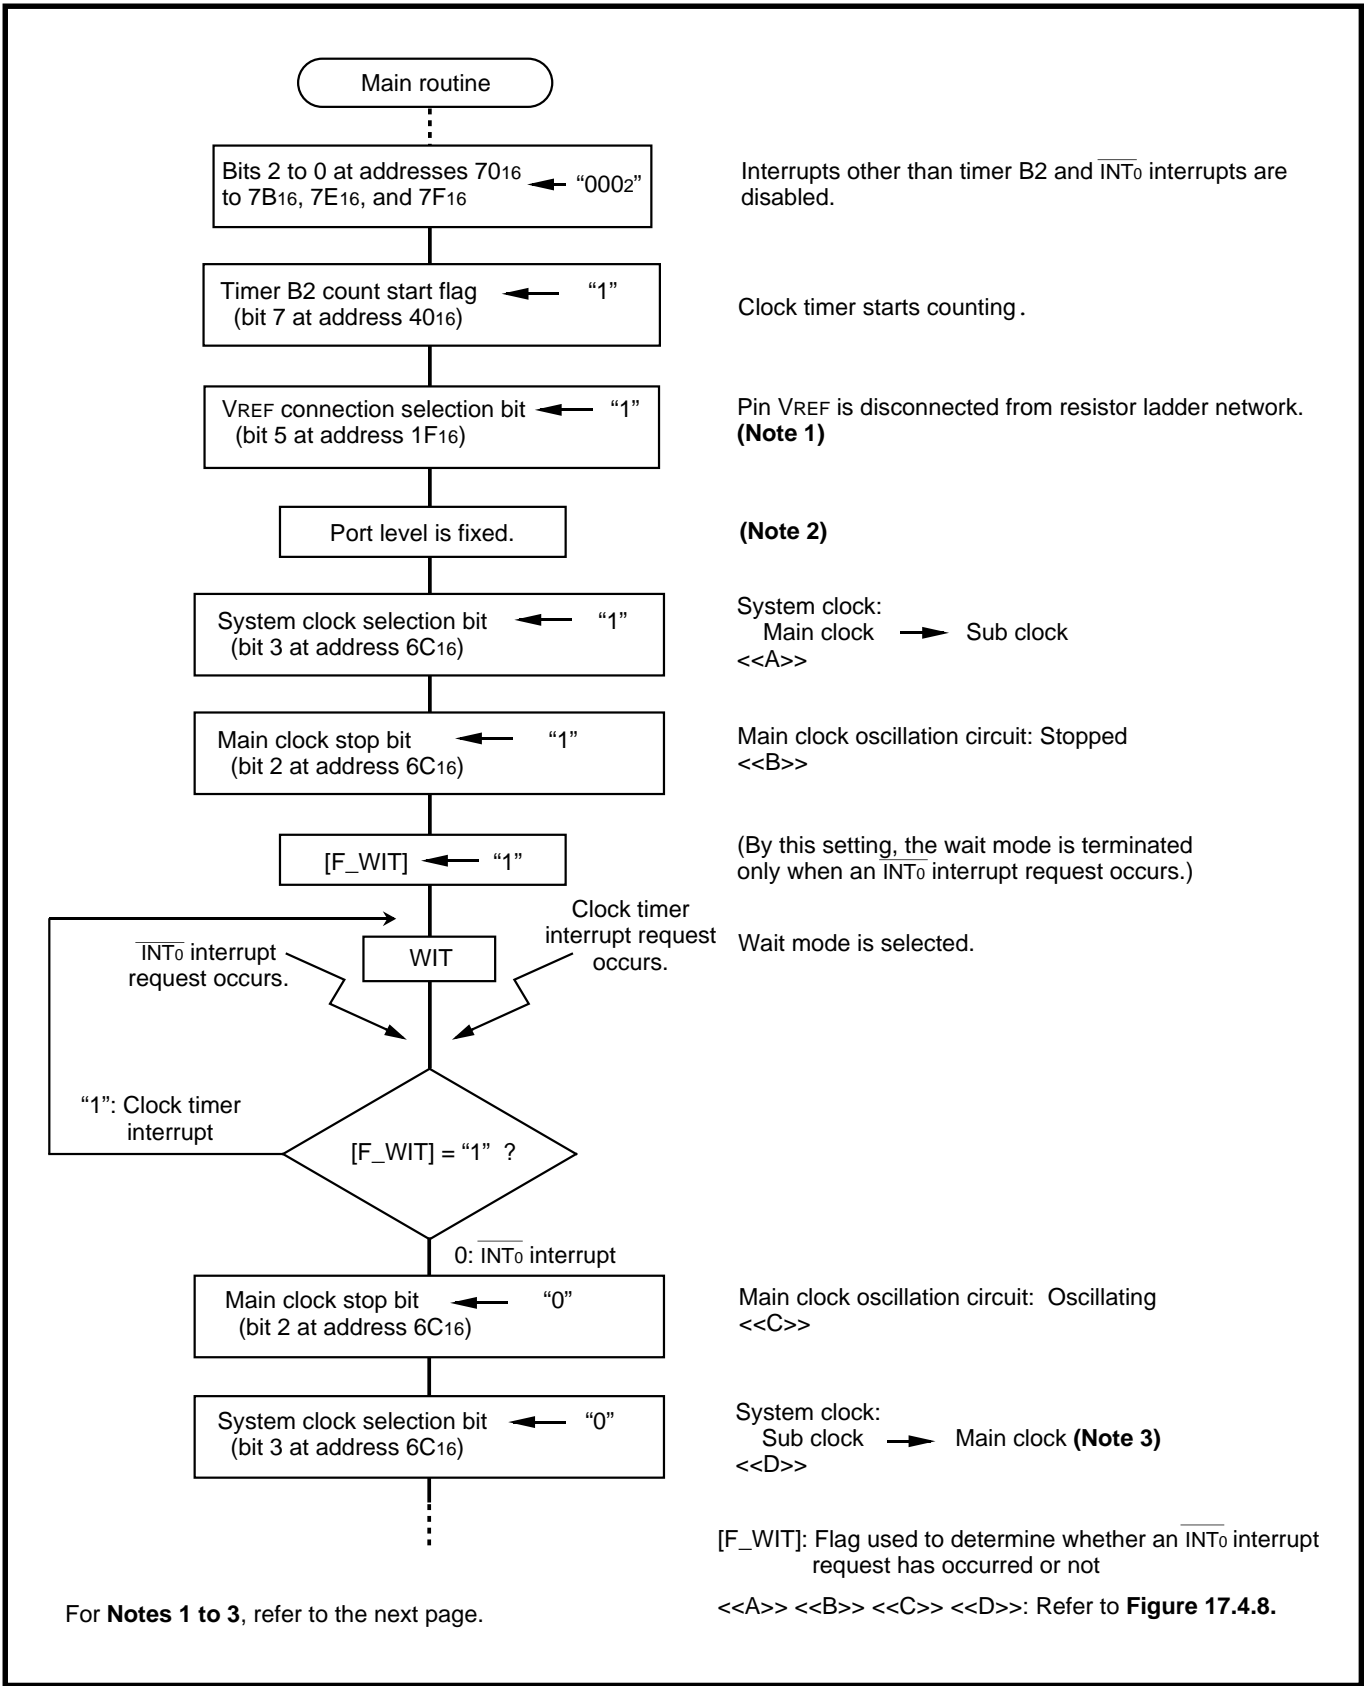 Main routine
Bits 2 to 0 at addresses 7016
to 7B16, 7E16, and 7F16
“0002”
Interrupts other than timer B2 and INT0 interrupts are
disabled.
Timer B2 count start flag “1”
(bit 7 at address 4016)
Clock timer starts counting.
VREF connection selection bit “1”
(bit 5 at address 1F16)
Pin VREF is disconnected from resistor ladder network.
(Note 1)
Port level is fixed.
(Note 2)
System clock selection bit “1”
(bit 3 at address 6C16)
System clock:
Main clock Sub clock
<<A>>
Main clock stop bit “1”
(bit 2 at address 6C16)
Main clock oscillation circuit: Stopped
<<B>>
[F_WIT] “1”
(By this setting, the wait mode is terminated
only when an INT0 interrupt request occurs.)
INT0 interrupt
request occurs.
WIT
Clock timer
interrupt request
occurs.
Wait mode is selected.
“1”: Clock timer
interrupt
[F_WIT] = “1” ?
0: INT0 interrupt
Main clock stop bit “0”
(bit 2 at address 6C16)
Main clock oscillation circuit: Oscillating
<<C>>
System clock selection bit “0”
(bit 3 at address 6C16)
System clock:
Sub clock Main clock (Note 3)
<<D>>
[F_WIT]: Flag used to determine whether an INT0 interrupt
request has occurred or not
For Notes 1 to 3, refer to the next page.
<<A>> <<B>> <<C>> <<D>>: Refer to Figure 17.4.8.